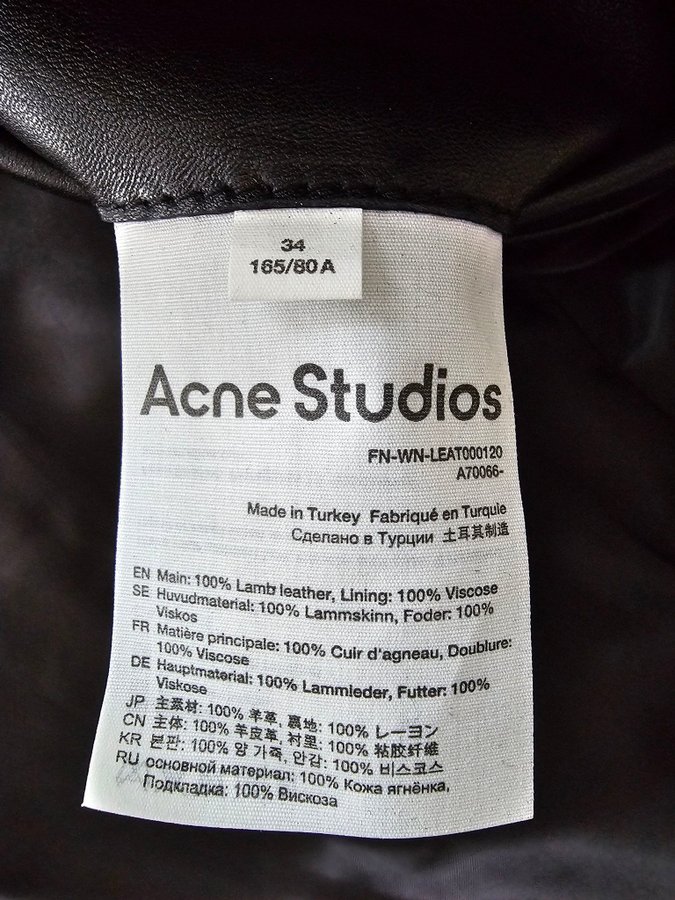 34
165/80 A
Acne Studios
FN-WN-LEAT000120
A70066-
Made in Turkey Fabriqué en Turquie
Сделано в Турции 土耳其制造
EN Main: 100% Lamb leather, Lining: 100% Viscose
SE Huvudmaterial: 100% Lammskinn, Foder: 100%
Viskos
FR Matière principale: 100% Cuir d'agneau, Doublure:
100% Viscose
DE Hauptmaterial: 100% Lammleder, Futter: 100%
Viskose
JP 主素材: 100% 羊革, 裏地: 100% レーヨン
CN 主体: 100% 羊皮革, 衬里: 100% 粘胶纤维
KR 본판: 100% 양 가죽, 안감: 100% 비스코스
RU основной материал: 100% Кожа ягнёнка,
Подкладка: 100% Вискоза